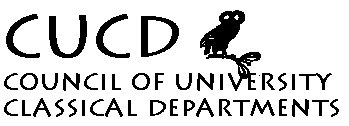 CUCD
COUNCIL OF UNIVERSITY
CLASSICAL DEPARTMENTS